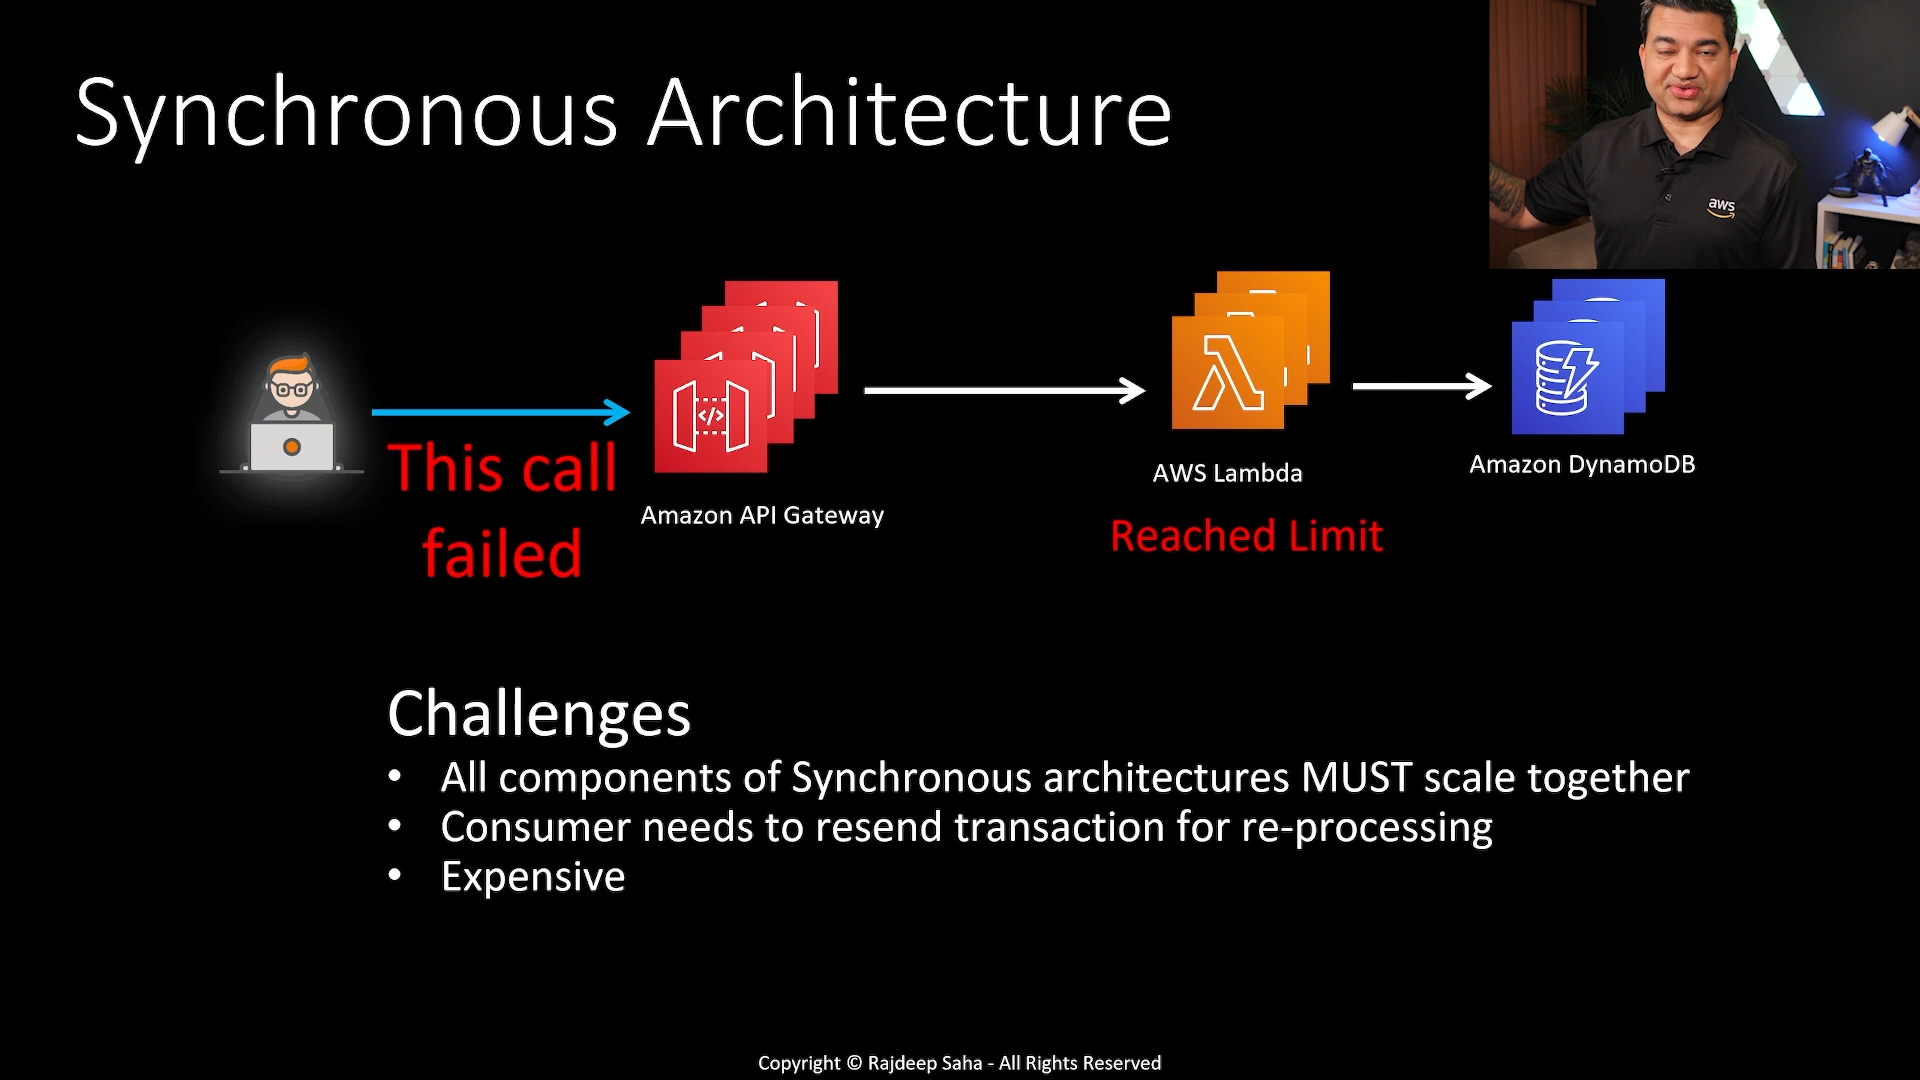 Synchronous Architecture
aws
This call
failed
Amazon API Gateway
AWS Lambda
Reached Limit
Amazon DynamoDB
Challenges
• All components of Synchronous architectures MUST scale together
• Consumer needs to resend transaction for re-processing
• Expensive
Copyright © Rajdeep Saha - All Rights Reserved